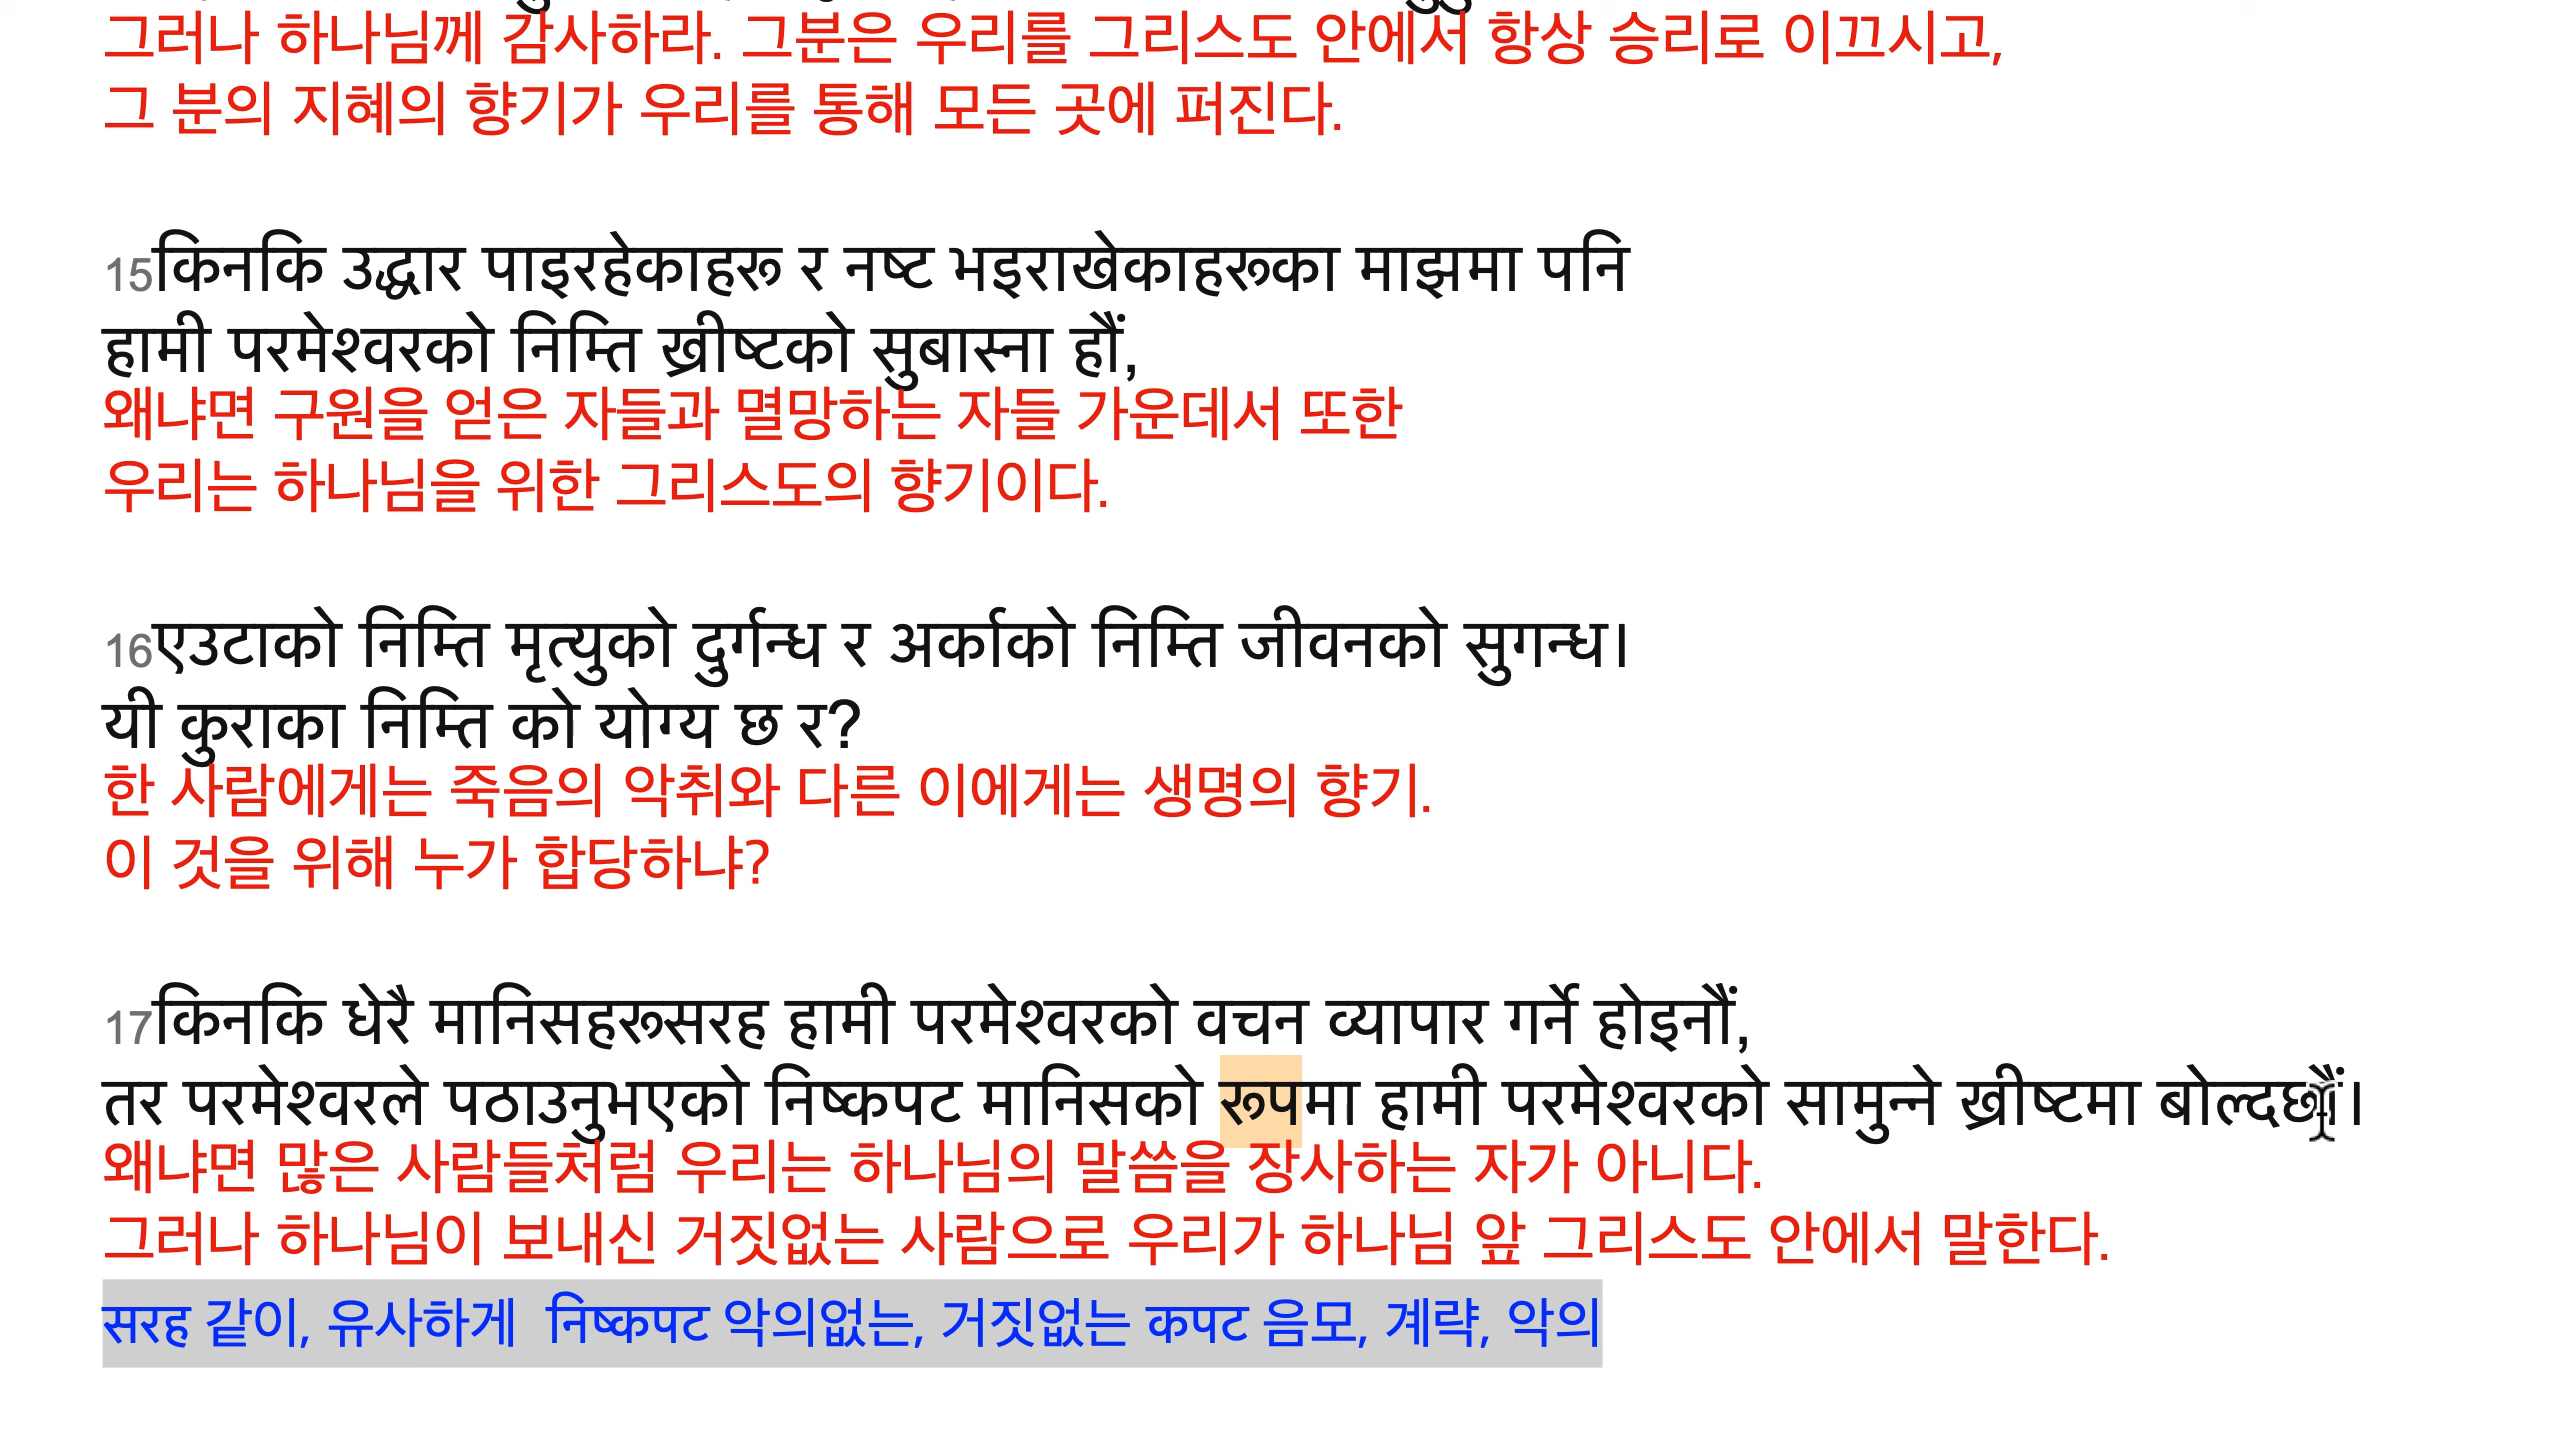 그러나 하나님께 감사하라. 그분은 우리를 그리스도 안에서 항상 승리로 이끄시고,
그 분의 지혜의 향기가 우리를 통해 모든 곳에 퍼진다.
15किनकि उद्धार पाइरहेकाहरू र नष्ट भइराखेकाहरूका माझमा पनि
हामी परमेश्वरको निम्ति ख्रीष्टको सुबास्ना हौं,
왜냐면 구원을 얻은 자들과 멸망하는 자들 가운데서 또한
우리는 하나님을 위한 그리스도의 향기이다.
16एउटाको निम्ति मृत्युको दुर्गन्ध र अर्काको निम्ति जीवनको सुगन्ध।
यी कुराका निम्ति को योग्य छ र?
한 사람에게는 죽음의 악취와 다른 이에게는 생명의 향기.
이 것을 위해 누가 합당하냐?
17किनकि धेरै मानिसहरूसरह हामी परमेश्वरको वचन व्यापार गर्ने होइनौं,
तर परमेश्वरले पठाउनुभएको निष्कपट मानिसको रूपमा हामी परमेश्वरको सामुन्ने ख्रीष्टमा बोल्दछौं।
왜냐면 많은 사람들처럼 우리는 하나님의 말씀을 장사하는 자가 아니다.
그러나 하나님이 보내신 거짓없는 사람으로 우리가 하나님 앞 그리스도 안에서 말한다.
सरह 같이, 유사하게 निष्कपट 악의없는, 거짓없는 कपट 음모, 계략, 악의